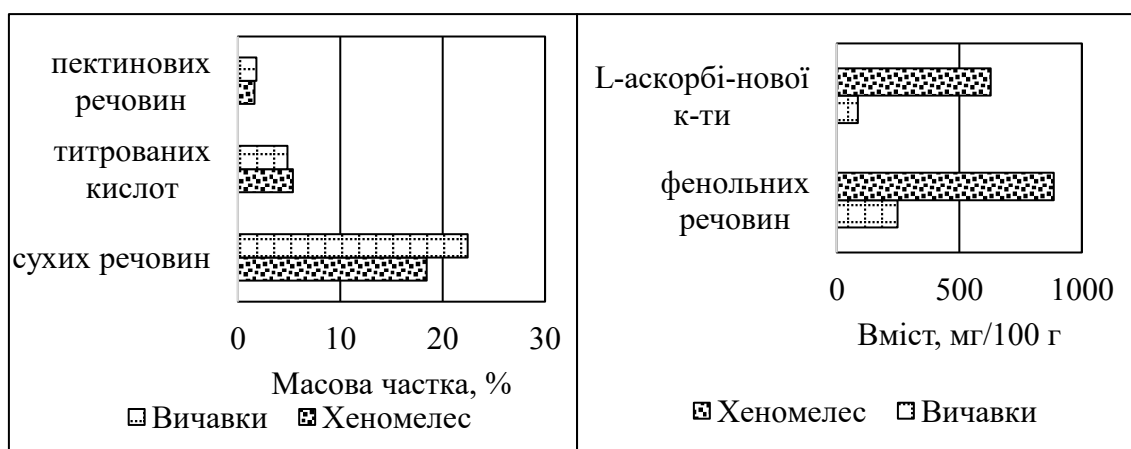 пектинових
речовин
титрованих
кислот
сухих речовин
0 10 20 30
Масова частка, %
Вичавки Хеномелес
L-аскорбі-нової
к-ти
фенольних
речовин
0 500 1000
Вміст, мг/100 г
Хеномелес Вичавки